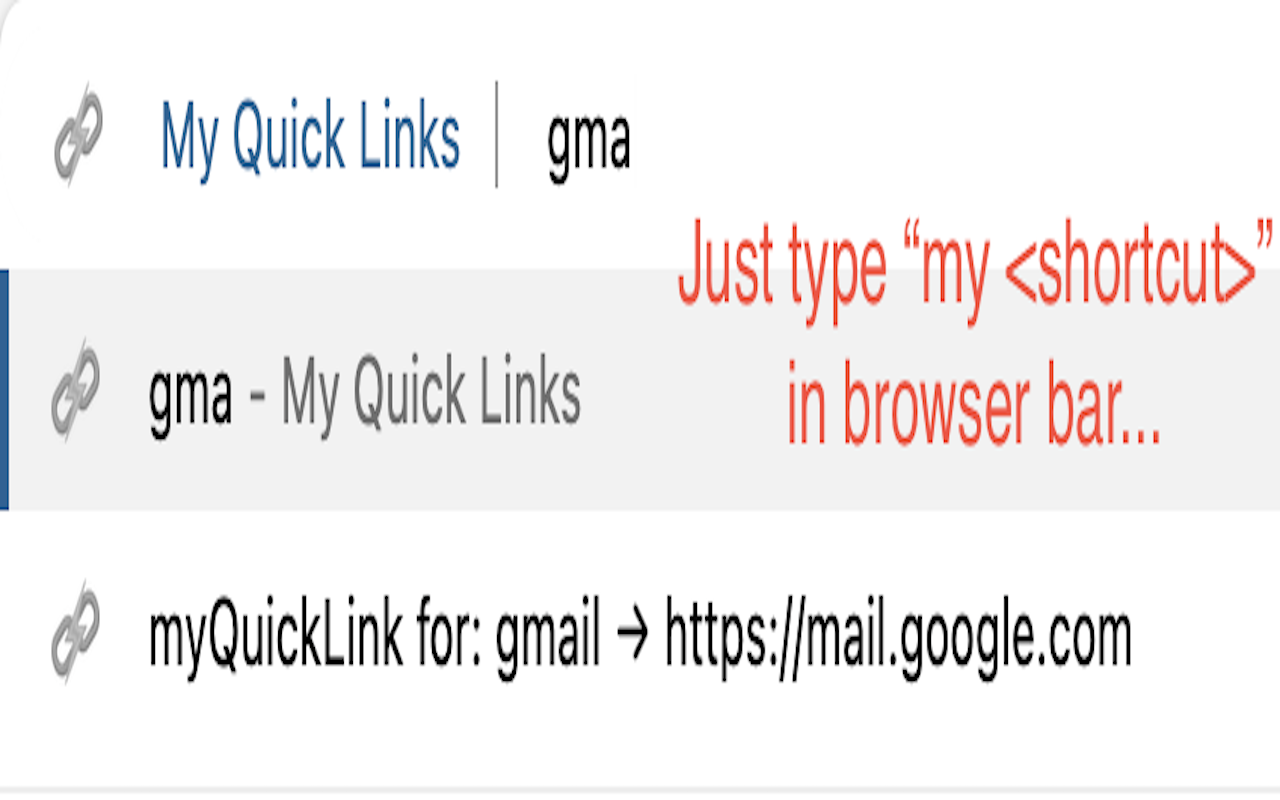 My Quick Links | gma
Just type “my <shortcut>”
in browser bar...
gma - My Quick Links
myQuickLink for: gmail → https://mail.google.com